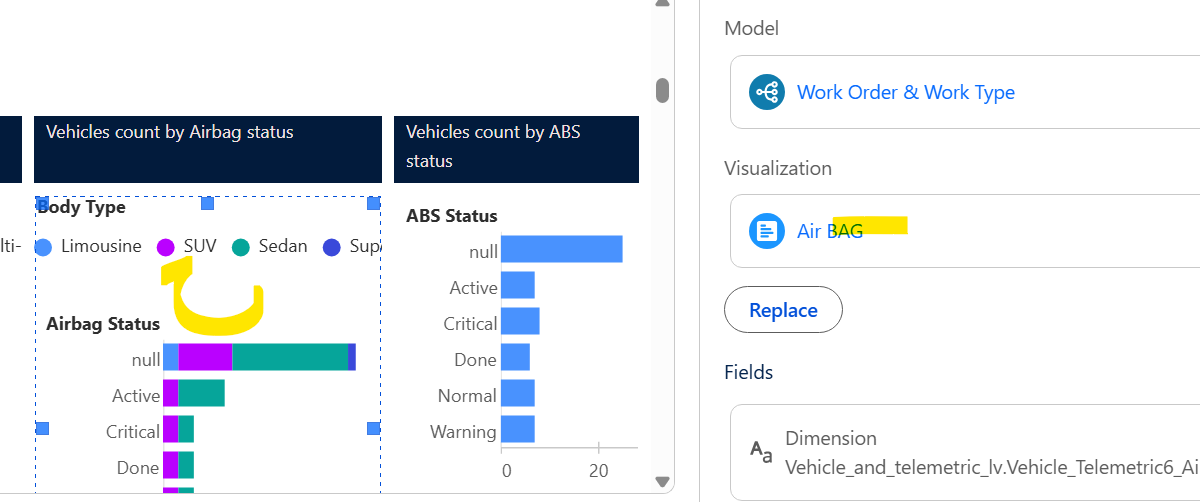 Vehicles count by Airbag status
Vehicles count by ABS
status
Body Type
lti-
Limousine
SUV
Sedan
Sup
Airbag Status
null
Active
Critical
Done
ABS Status
null
Active
Critical
Done
Normal
Warning
0
20
Model
Work Order & Work Type
Visualization
Air BAG
Replace
Fields
Aa
Dimension
Vehicle_and_telemetric_lv.Vehicle_Telemetric6_Ai